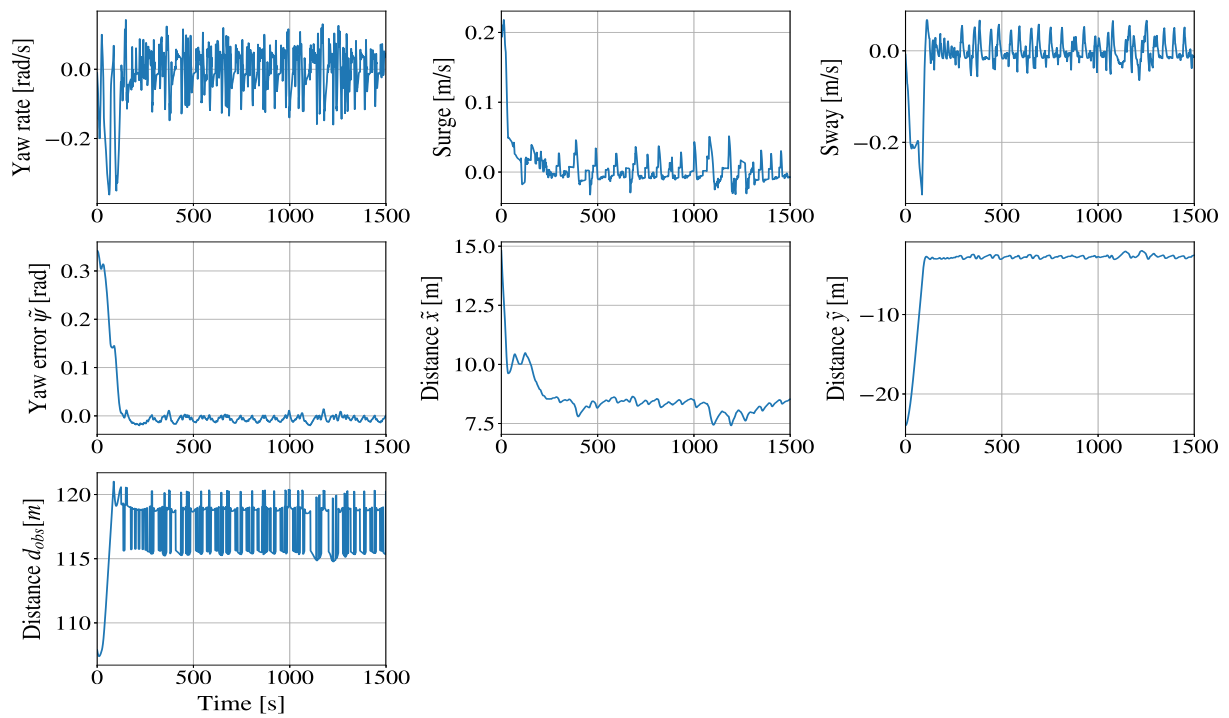 Yaw rate [rad/s]
0.0
−0.2
0 500 1000 1500
Surge [m/s]
0.2
0.1
0.0
0 500 1000 1500
Sway [m/s]
0.0
−0.2
0 500 1000 1500
Yaw error ψ̃ [rad]
0.3
0.2
0.1
0.0
0 500 1000 1500
Distance x̃ [m]
15.0
12.5
10.0
7.5
0 500 1000 1500
Distance ỹ [m]
−10
−20
0 500 1000 1500
Distance d_obs[m]
120
115
110
0 500 1000 1500
Time [s]